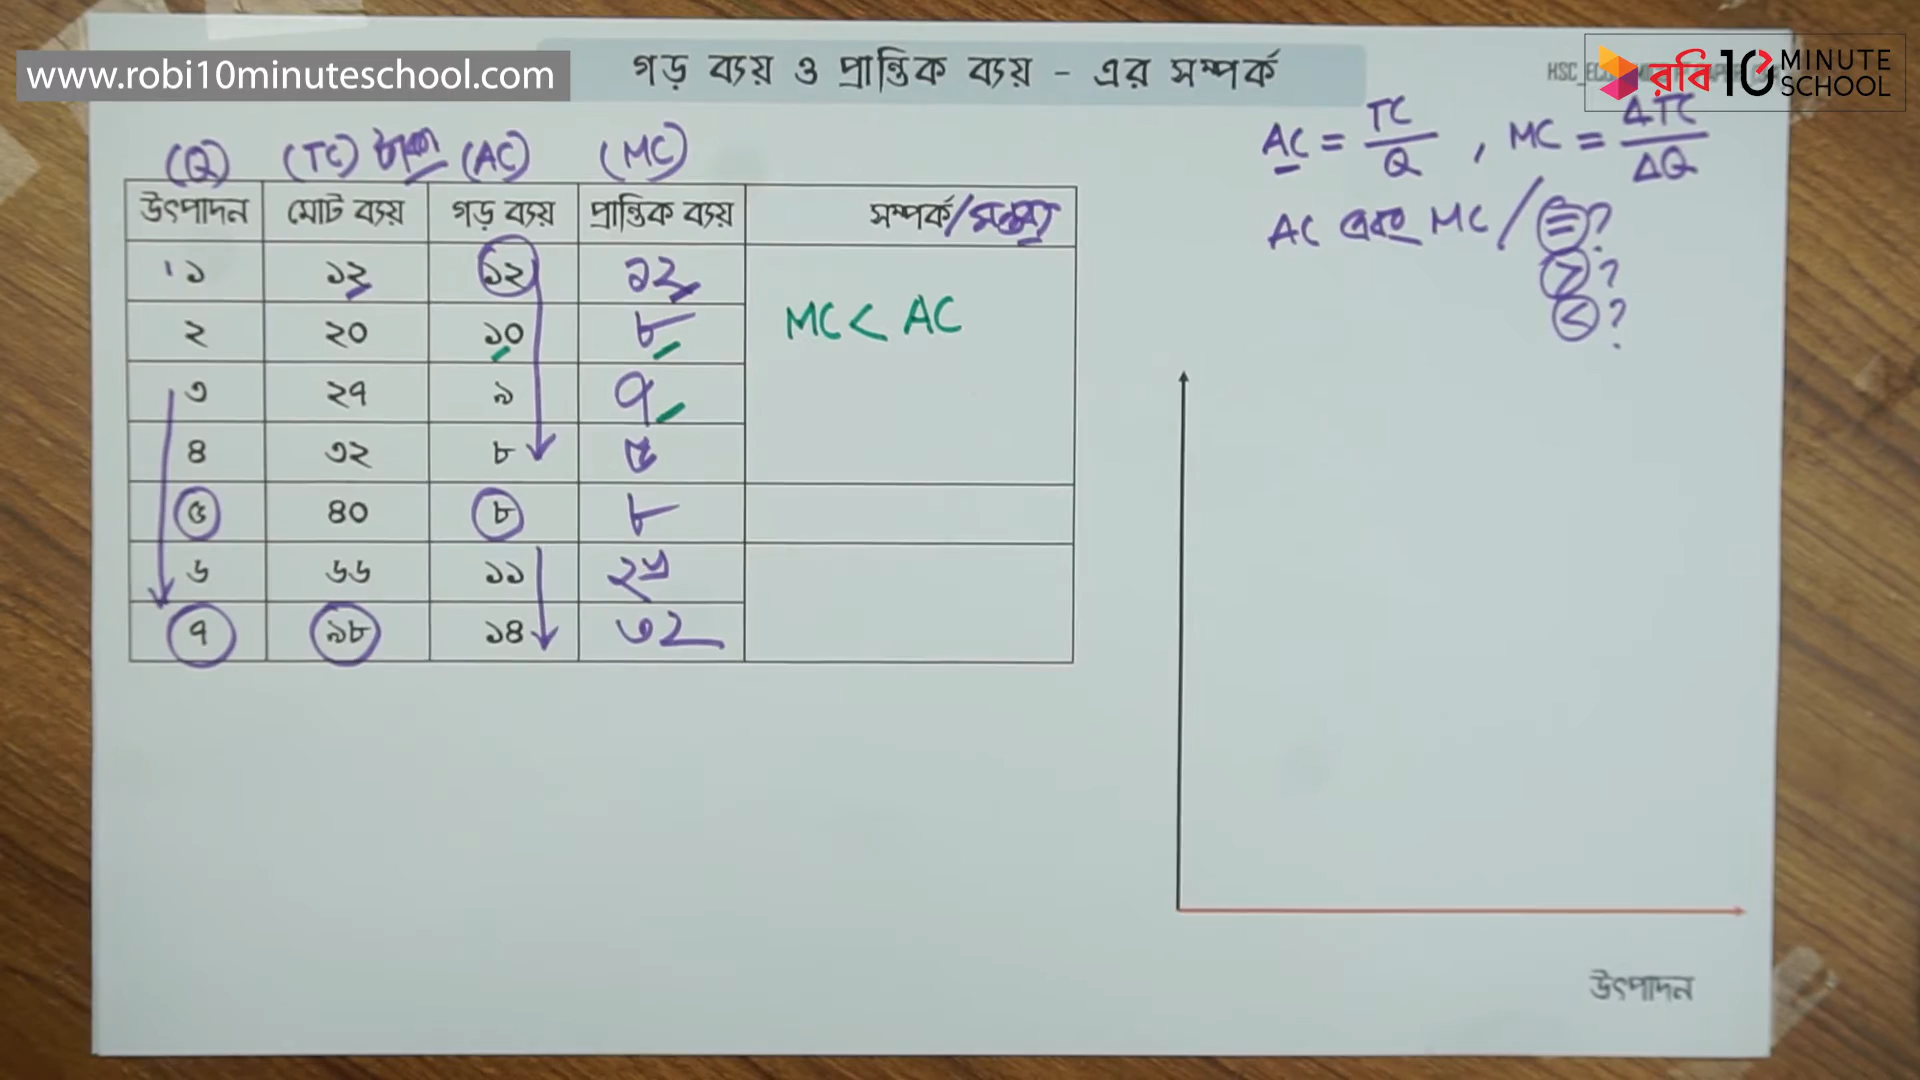 www.robi10minuteschool.com
গড় ব্যয় ও প্রান্তিক ব্যয় - এর সম্পর্ক
রবি 10 MINUTE SCHOOL
AC = TC/Q , MC = ΔTC/ΔQ
AC এবং MC / = ?
> ?
< ?
(Q) (TC) টাকা (AC) (MC)
উৎপাদন মোট ব্যয় গড় ব্যয় প্রান্তিক ব্যয় সম্পর্ক/
১ ১২ ১২ ১২
২ ২০ ১০ ৮ MC < AC
৩ ২৭ ৯ ৭
৪ ৩২ ৮ ৫
৫ ৪০ ৮ ৮
৬ ৬৬ ১১ ২৬
৭ ৯৮ ১৪ ৩২
উৎপাদন